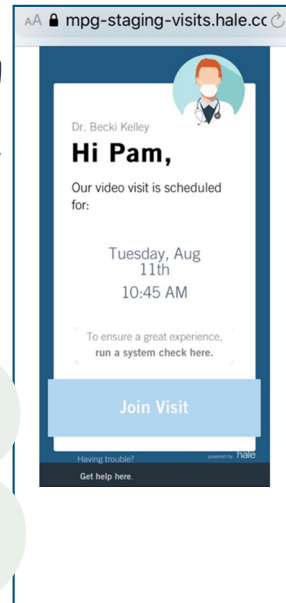 AA mpg-staging-visits.hale.cc
Dr. Becki Kelley
Hi Pam,
Our video visit is scheduled
for:
Tuesday, Aug
11th
10:45 AM
To ensure a great experience,
run a system check here.
Join Visit
Having trouble?
powered by hale
Get help here.